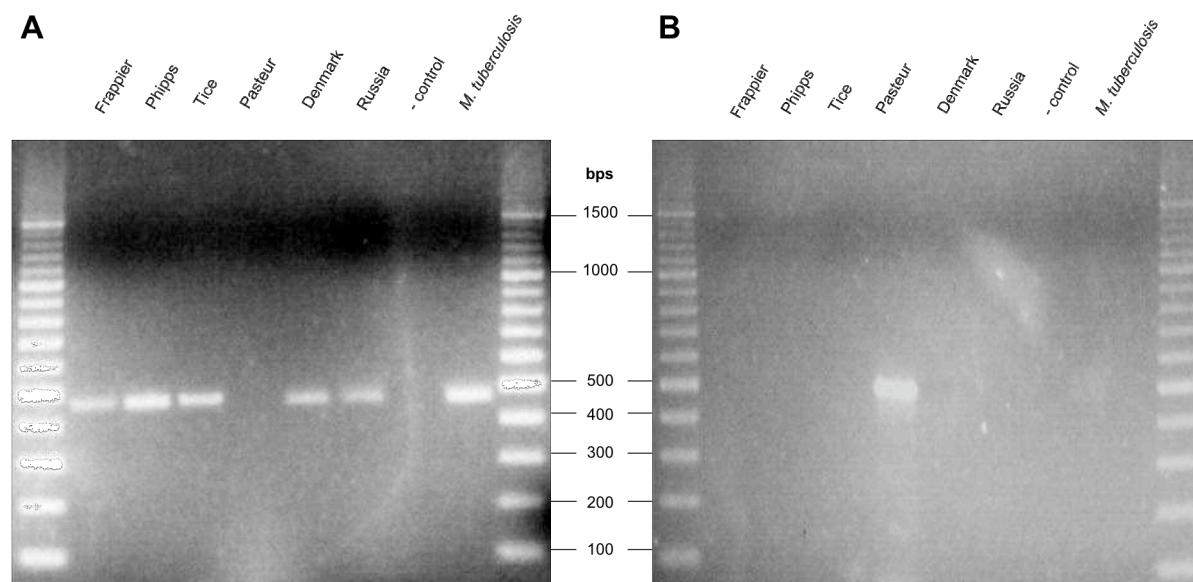 A
Frappier
Phipps
Tice
Pasteur
Denmark
Russia
- control
M. tuberculosis
B
Frappier
Phipps
Tice
Pasteur
Denmark
Russia
- control
M. tuberculosis
bps
1500
1000
500
400
300
200
100